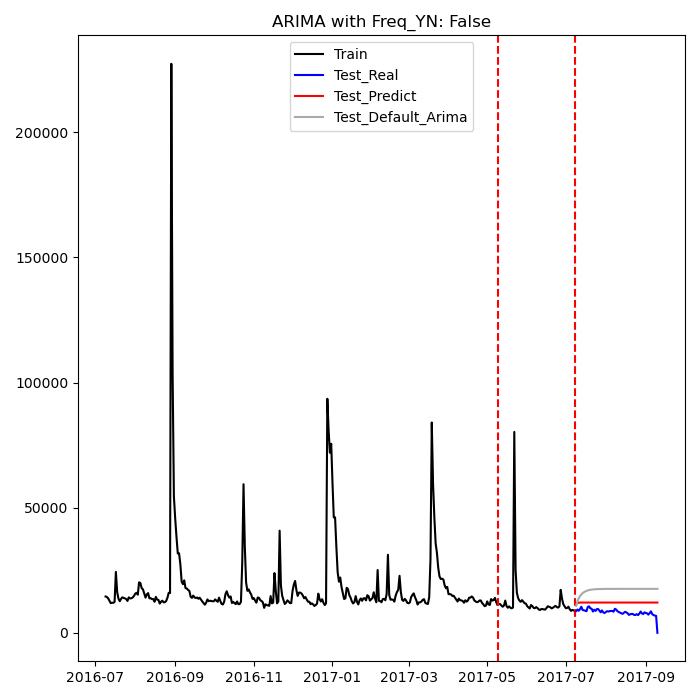 ARIMA with Freq_YN: False
Train
Test_Real
Test_Predict
Test_Default_Arima
200000
150000
100000
50000
0
2016-07 2016-09 2016-11 2017-01 2017-03 2017-05 2017-07 2017-09